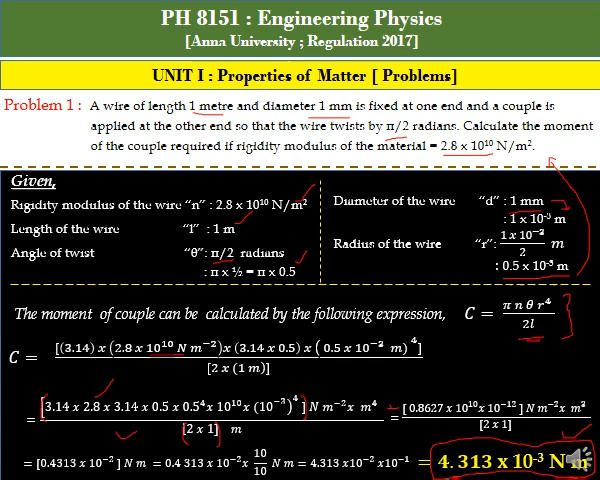 PH 8151 : Engineering Physics
[Anna University ; Regulation 2017]
UNIT I : Properties of Matter [ Problems]
Problem 1 : A wire of length 1 metre and diameter 1 mm is fixed at one end and a couple is
applied at the other end so that the wire twists by π/2 radians. Calculate the moment
of the couple required if rigidity modulus of the material = 2.8 x 10¹⁰ N/m².
Given,
Rigidity modulus of the wire “n” : 2.8 x 10¹⁰ N/m²
Length of the wire “l” : 1 m
Angle of twist “θ”: π/2 radians
: π x ½ = π x 0.5
Diameter of the wire “d” : 1 mm
: 1 x 10⁻³ m
Radius of the wire “r”: (1 x 10⁻³)/2 m
: 0.5 x 10⁻³ m
The moment of couple can be calculated by the following expression, C = π n θ r⁴ / 2l
C = [(3.14) x (2.8 x 10¹⁰ N m⁻²)x (3.14 x 0.5) x ( 0.5 x 10⁻³ m)⁴] / [2 x (1 m)]
= [3.14 x 2.8 x 3.14 x 0.5 x 0.5⁴x 10¹⁰x (10⁻³)⁴] N m⁻²x m⁴ / [2 x 1] m = [ 0.8627 x 10¹⁰x 10⁻¹² ] N m⁻²x m³ / [2 x 1]
= [0.4313 x 10⁻² ] N m = 0.4 313 x 10⁻²x 10/10 N m = 4.313 x10⁻² x10⁻¹ = 4. 313 x 10⁻³ N m